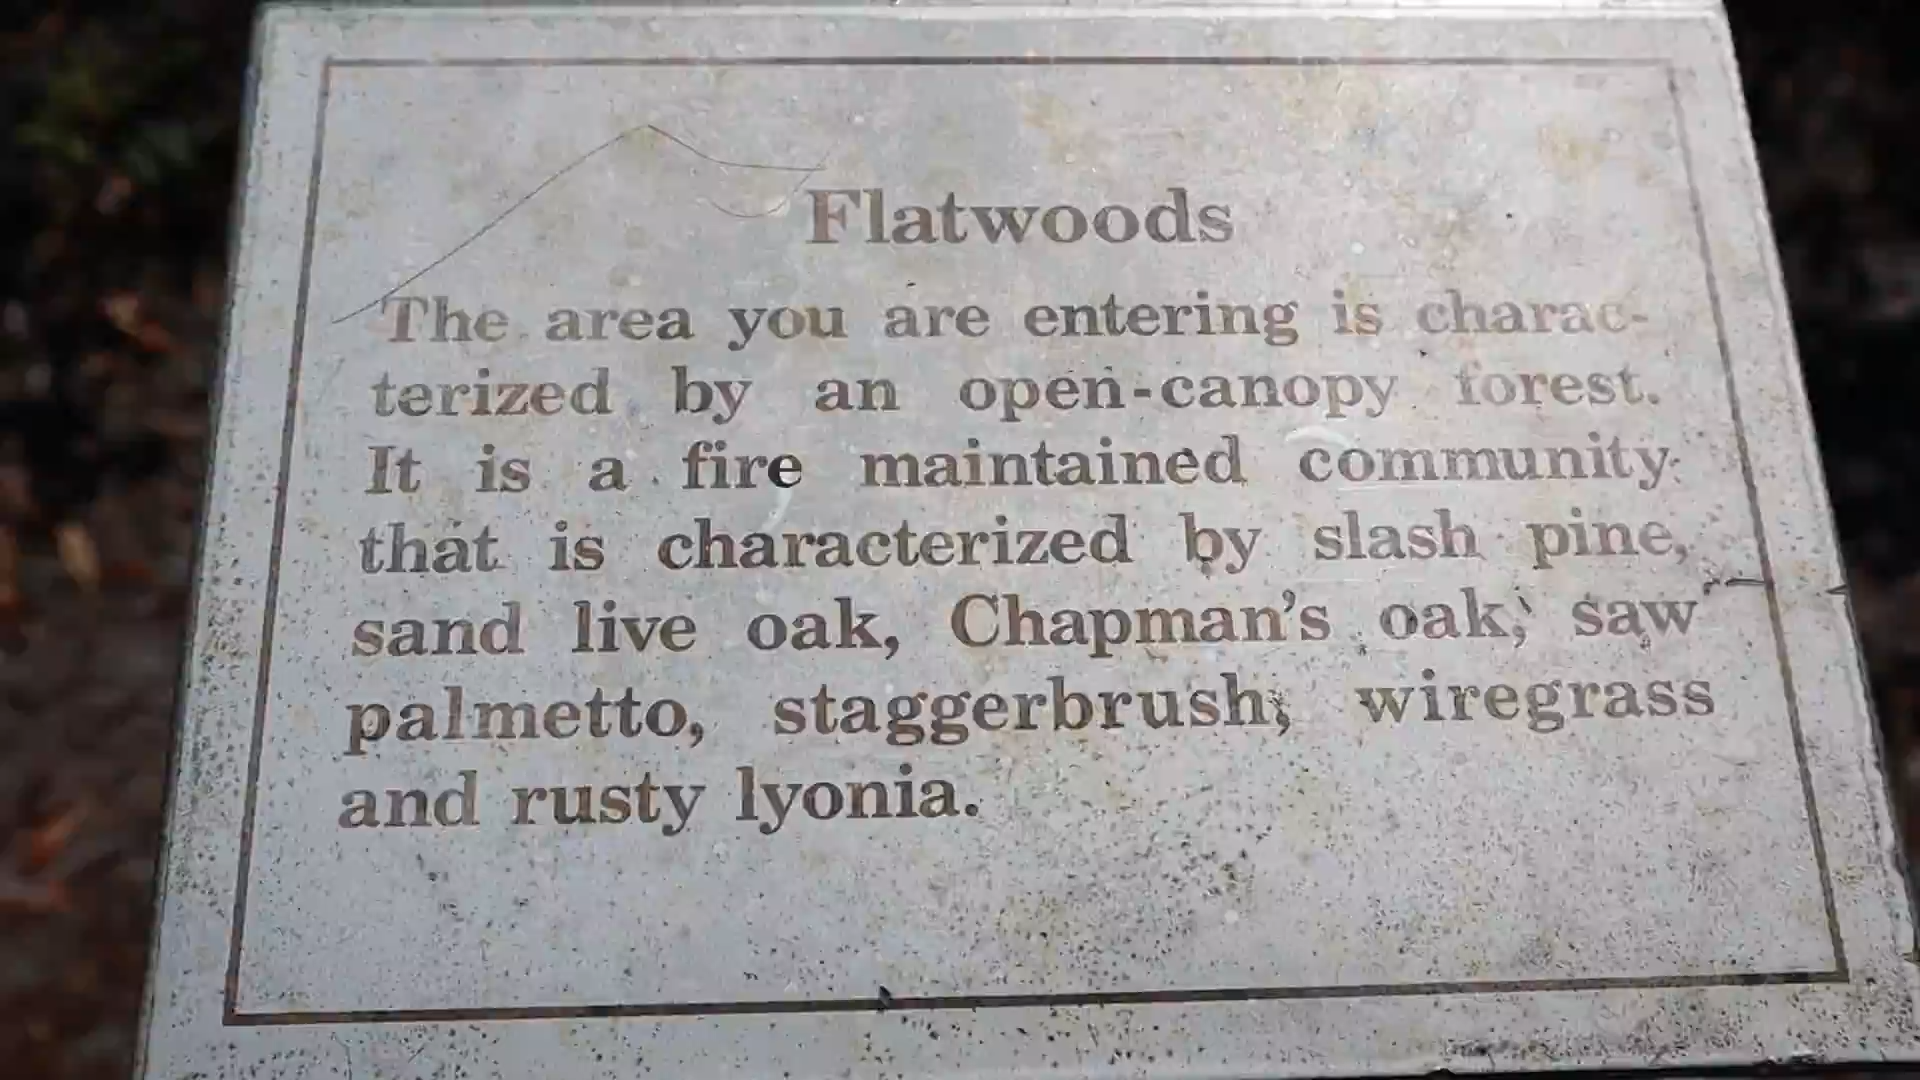 Flatwoods
The area you are entering is charac-
terized by an open-canopy forest.
It is a fire maintained community
that is characterized by slash pine,
sand live oak, Chapman's oak, saw
palmetto, staggerbrush, wiregrass
and rusty lyonia.